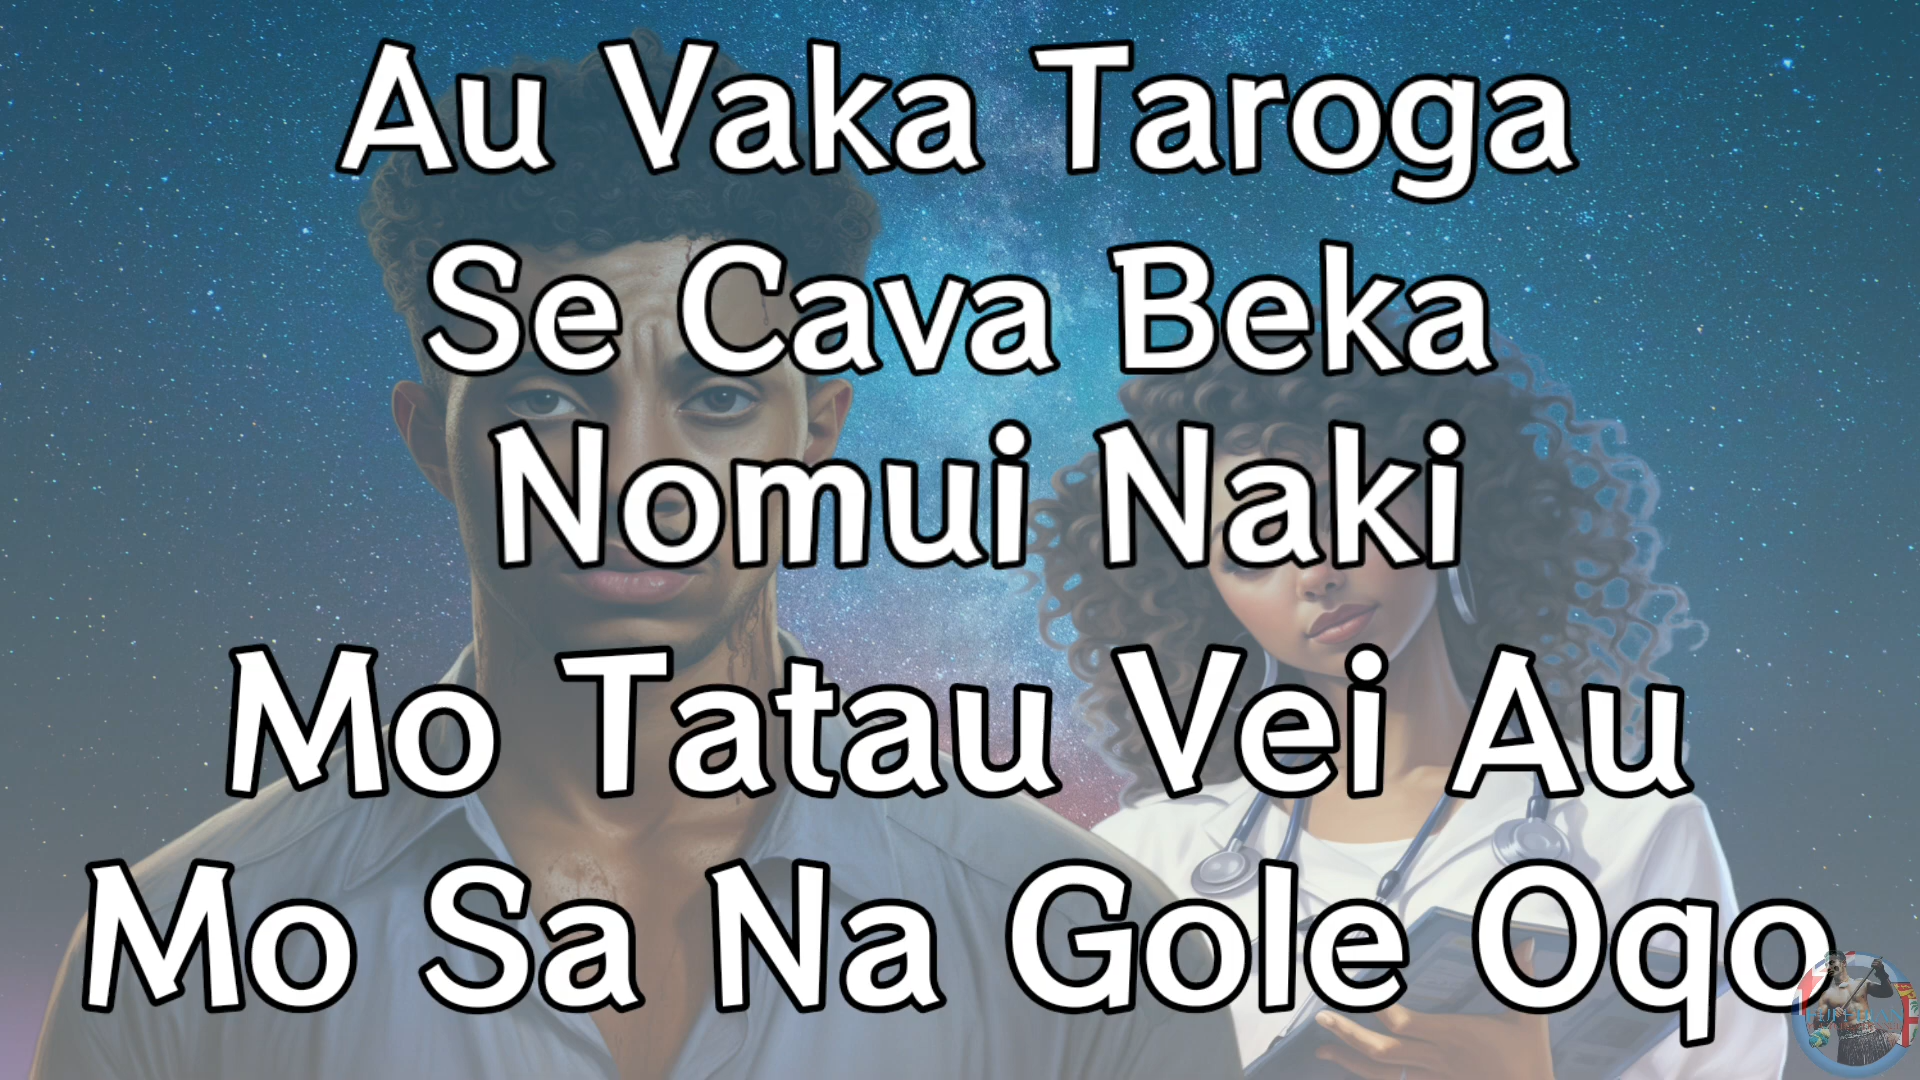 Au Vaka Taroga
Se Cava Beka
Nomui Naki
Mo Tatau Vei Au
Mo Sa Na Gole Oqo